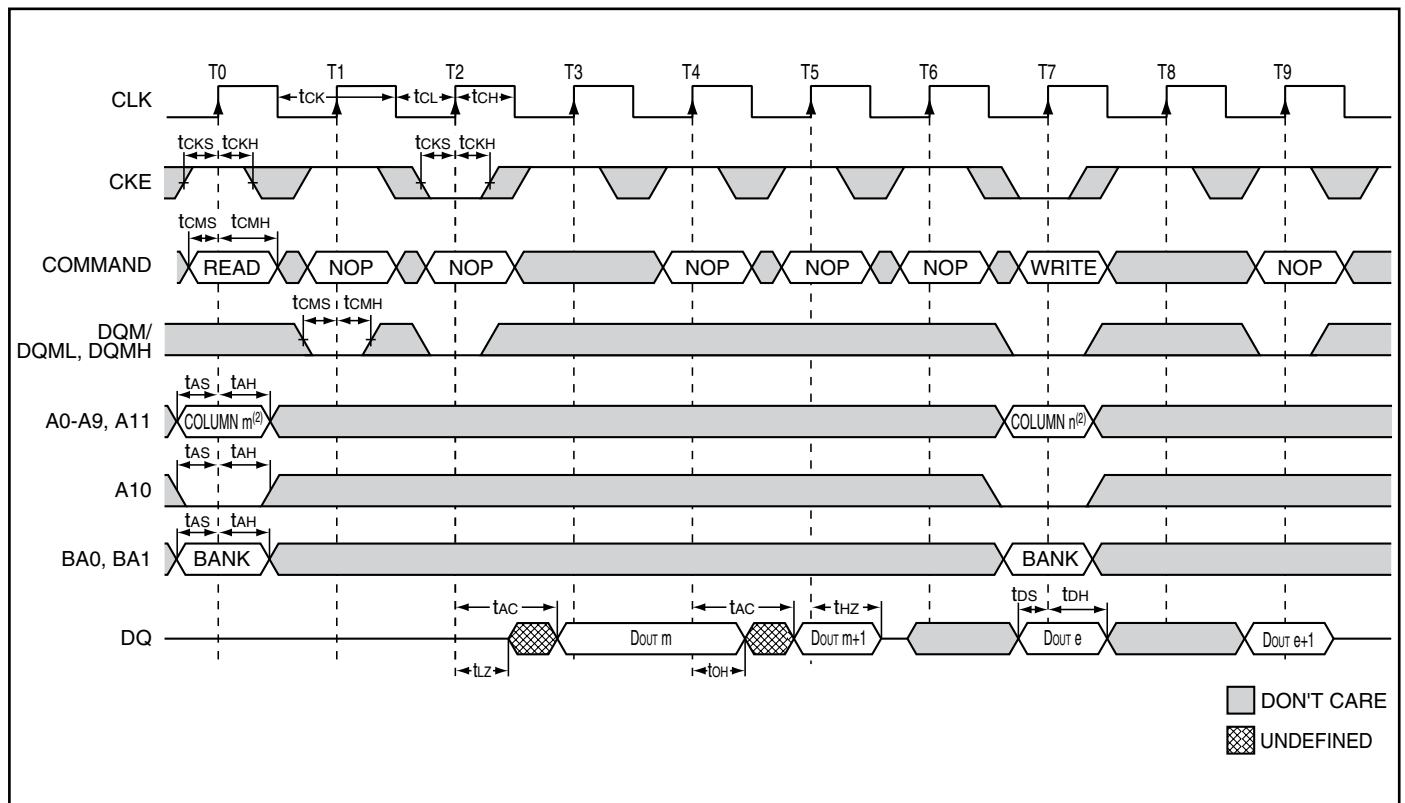 T0 T1 T2 T3 T4 T5 T6 T7 T8 T9
CLK tCK tCL tCH
tCKS tCKH tCKS tCKH
CKE
tCMS tCMH
COMMAND READ NOP NOP NOP NOP NOP WRITE NOP
tCMS tCMH
DQM/
DQML, DQMH
tAS tAH
A0-A9, A11 COLUMN m(2) COLUMN n(2)
tAS tAH
A10
tAS tAH
BA0, BA1 BANK BANK
tAC tAC tHZ tDS tDH
DQ DOUT m DOUT m+1 DOUT e DOUT e+1
tLZ tOH
DON'T CARE
UNDEFINED